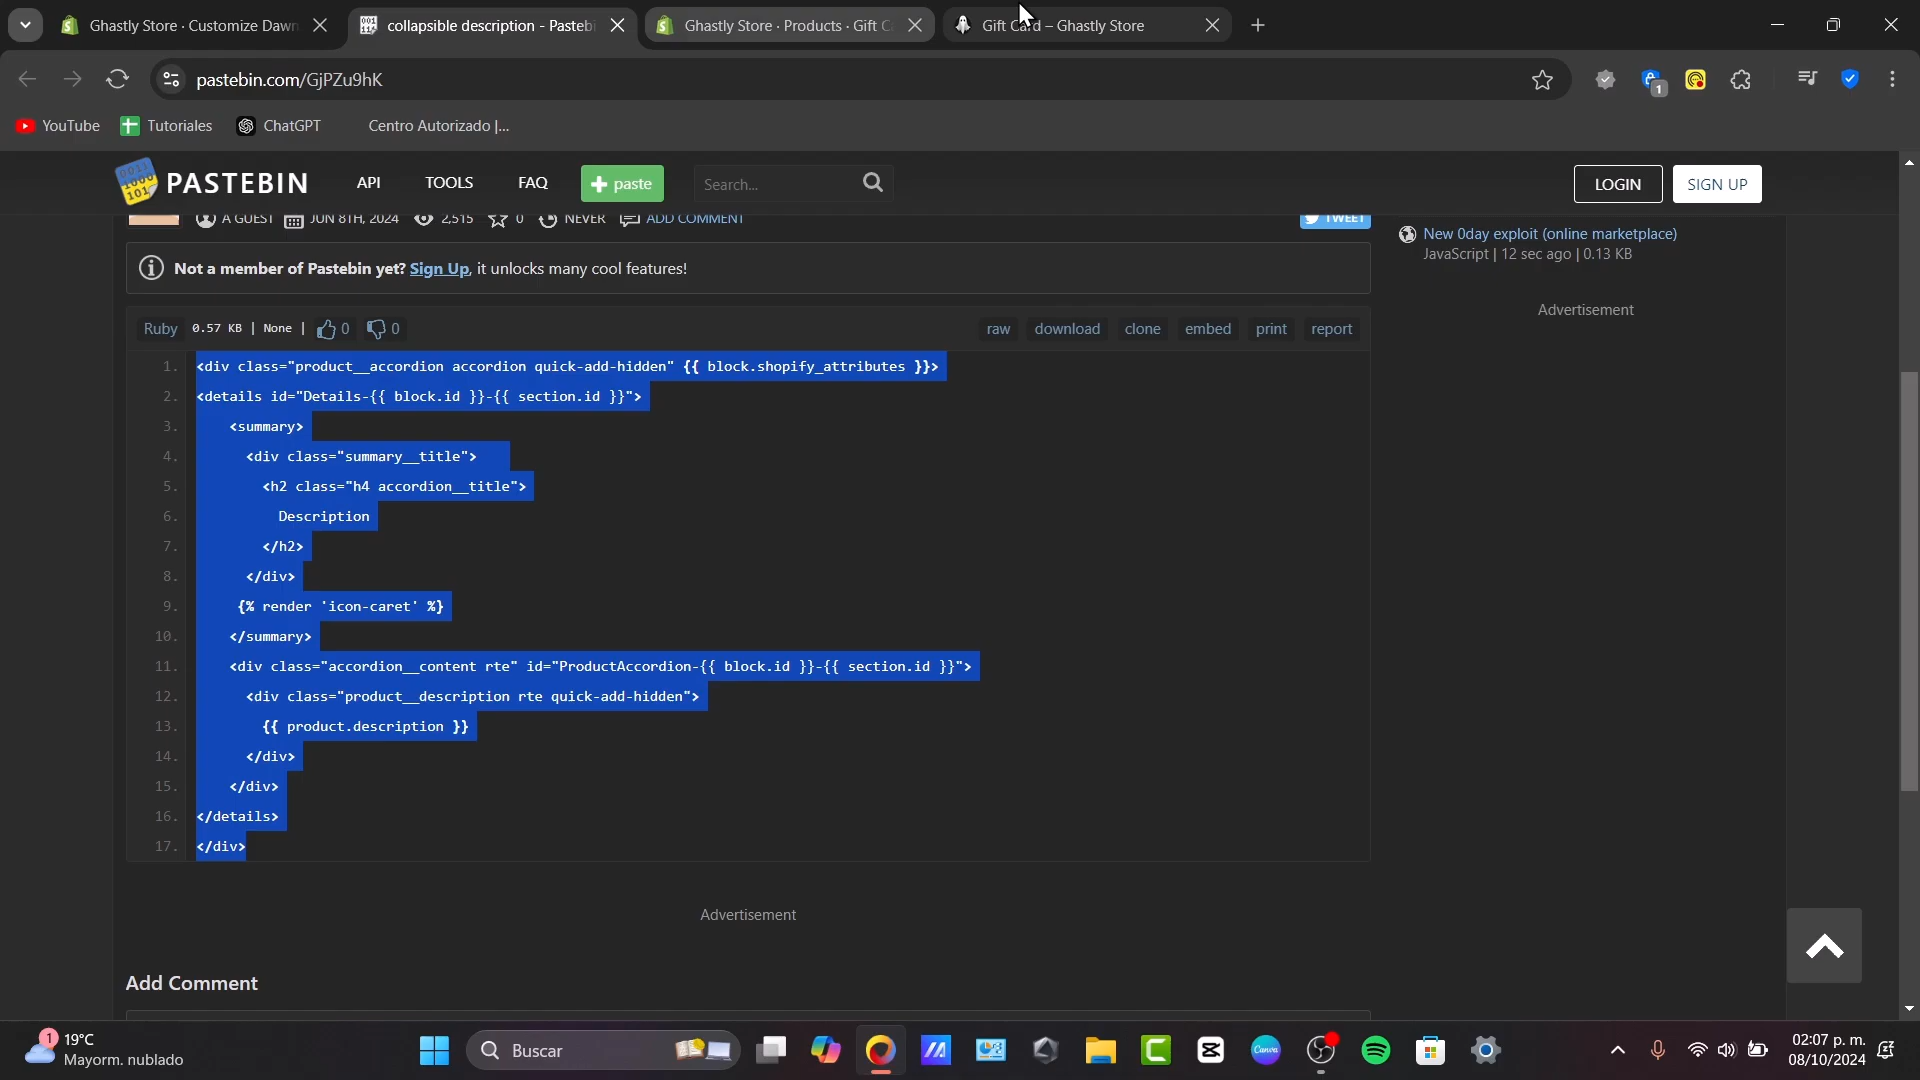 Ghastly Store · Customize Dawn
collapsible description - Pastebi
Ghastly Store · Products · Gift C
Gift Card – Ghastly Store
pastebin.com/GjPZu9hK
1
YouTube
Tutoriales
ChatGPT
Centro Autorizado |...
PASTEBIN
API
TOOLS
FAQ
paste
Search...
LOGIN
SIGN UP
A GUEST
JUN 8TH, 2024
2,515
0
NEVER
ADD COMMENT
TWEET
New 0day exploit (online marketplace)
JavaScript | 12 sec ago | 0.13 KB
Not a member of Pastebin yet? Sign Up, it unlocks many cool features!
Advertisement
Ruby 0.57 KB | None | 0 0
raw download clone embed print report
1. <div class="product__accordion accordion quick-add-hidden" {{ block.shopify_attributes }}>
2. <details id="Details-{{ block.id }}-{{ section.id }}">
3. <summary>
4. <div class="summary__title">
5. <h2 class="h4 accordion__title">
6. Description
7. </h2>
8. </div>
9. {% render 'icon-caret' %}
10. </summary>
11. <div class="accordion__content rte" id="ProductAccordion-{{ block.id }}-{{ section.id }}">
12. <div class="product__description rte quick-add-hidden">
13. {{ product.description }}
14. </div>
15. </div>
16. </details>
17. </div>
Advertisement
Add Comment
1
19°C
Mayorm. nublado
Buscar
Canva
02:07 p. m.
08/10/2024